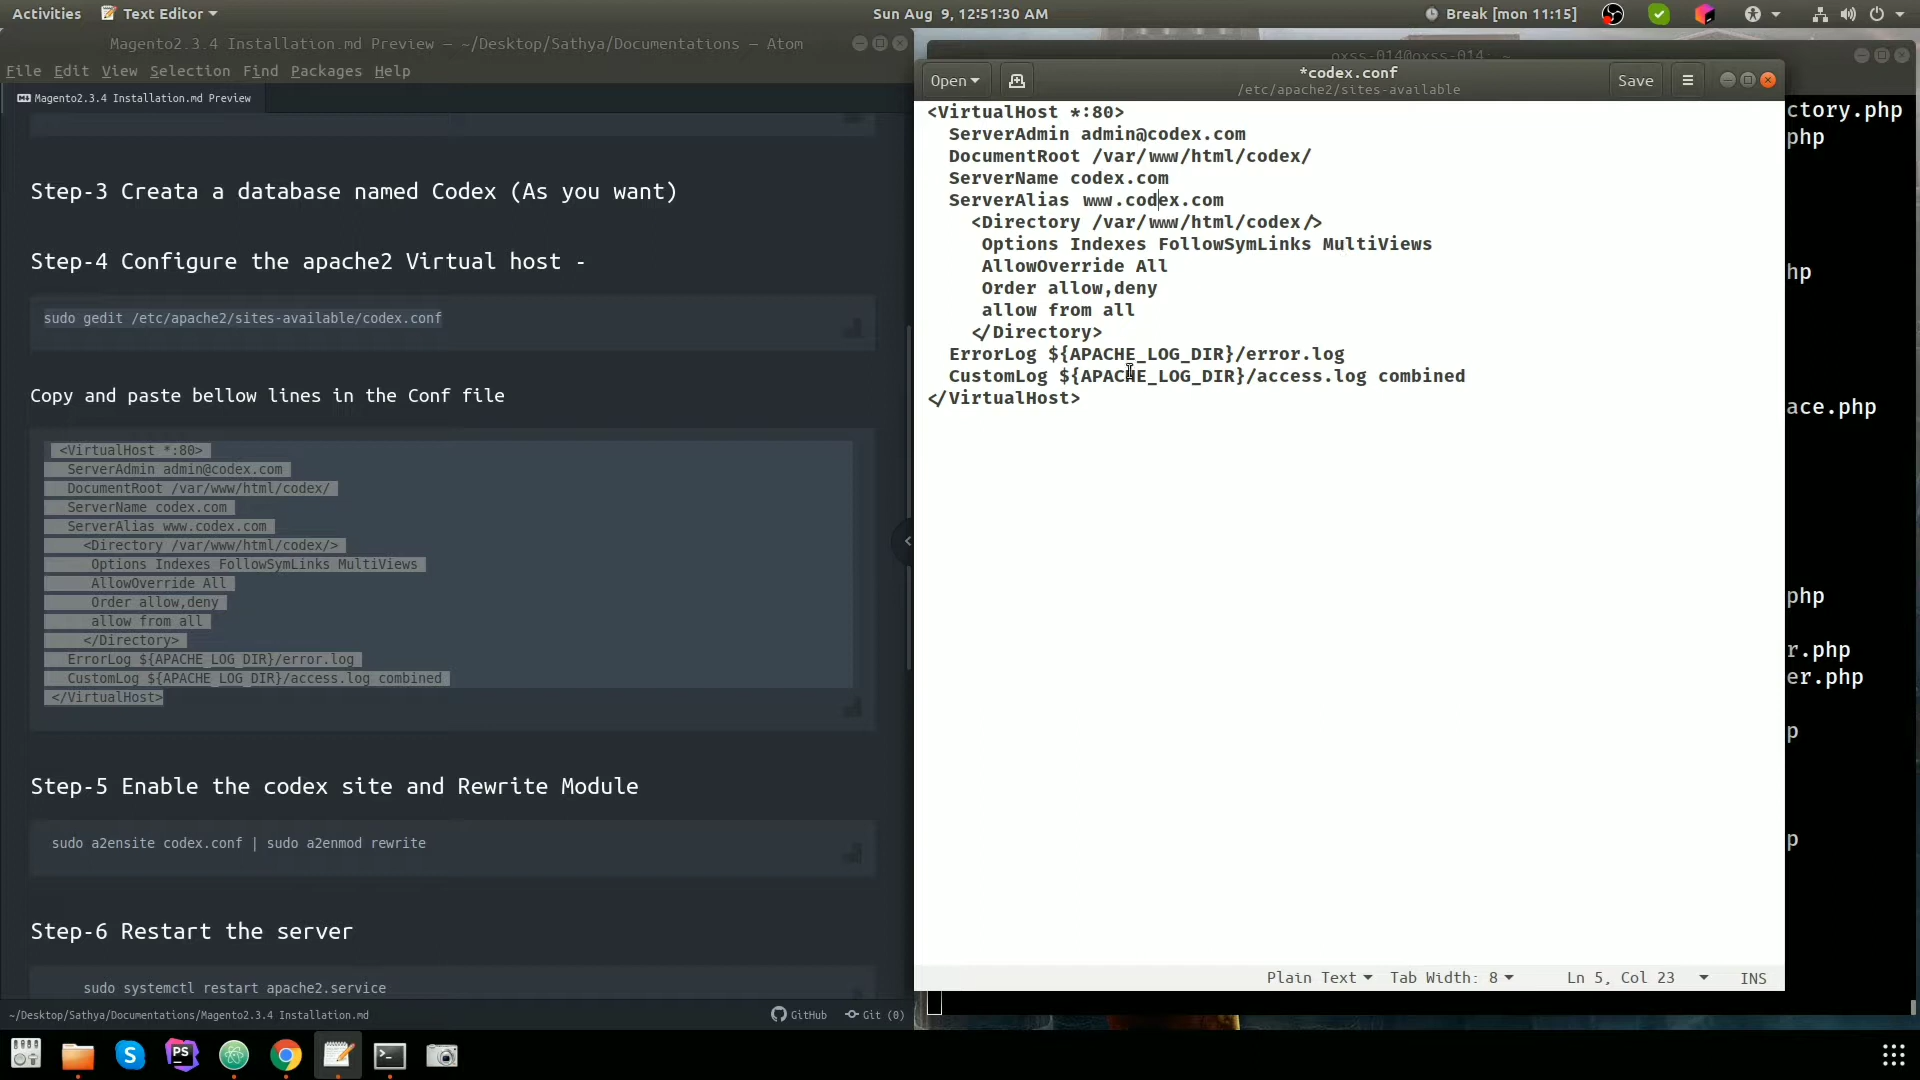 Activities Text Editor Sun Aug 9, 12:51:30 AM Break [mon 11:15]
Magento2.3.4 Installation.md Preview — ~/Desktop/Sathya/Documentations — Atom
File Edit View Selection Find Packages Help
Magento2.3.4 Installation.md Preview
Step-3 Creata a database named Codex (As you want)
Step-4 Configure the apache2 Virtual host -
sudo gedit /etc/apache2/sites-available/codex.conf
Copy and paste bellow lines in the Conf file
<VirtualHost *:80>
ServerAdmin admin@codex.com
DocumentRoot /var/www/html/codex/
ServerName codex.com
ServerAlias www.codex.com
<Directory /var/www/html/codex/>
Options Indexes FollowSymLinks MultiViews
AllowOverride All
Order allow,deny
allow from all
</Directory>
ErrorLog ${APACHE_LOG_DIR}/error.log
CustomLog ${APACHE_LOG_DIR}/access.log combined
</VirtualHost>
Step-5 Enable the codex site and Rewrite Module
sudo a2ensite codex.conf | sudo a2enmod rewrite
Step-6 Restart the server
sudo systemctl restart apache2.service
~/Desktop/Sathya/Documentations/Magento2.3.4 Installation.md GitHub Git (0)
oxss-014@oxss-014: ~
Open *codex.conf Save
/etc/apache2/sites-available
<VirtualHost *:80>
ServerAdmin admin@codex.com
DocumentRoot /var/www/html/codex/
ServerName codex.com
ServerAlias www.codex.com
<Directory /var/www/html/codex/>
Options Indexes FollowSymLinks MultiViews
AllowOverride All
Order allow,deny
allow from all
</Directory>
ErrorLog ${APACHE_LOG_DIR}/error.log
CustomLog ${APACHE_LOG_DIR}/access.log combined
</VirtualHost>
Plain Text Tab Width: 8 Ln 5, Col 23 INS
ctory.php
php
hp
ace.php
php
r.php
er.php
p
p
S PS